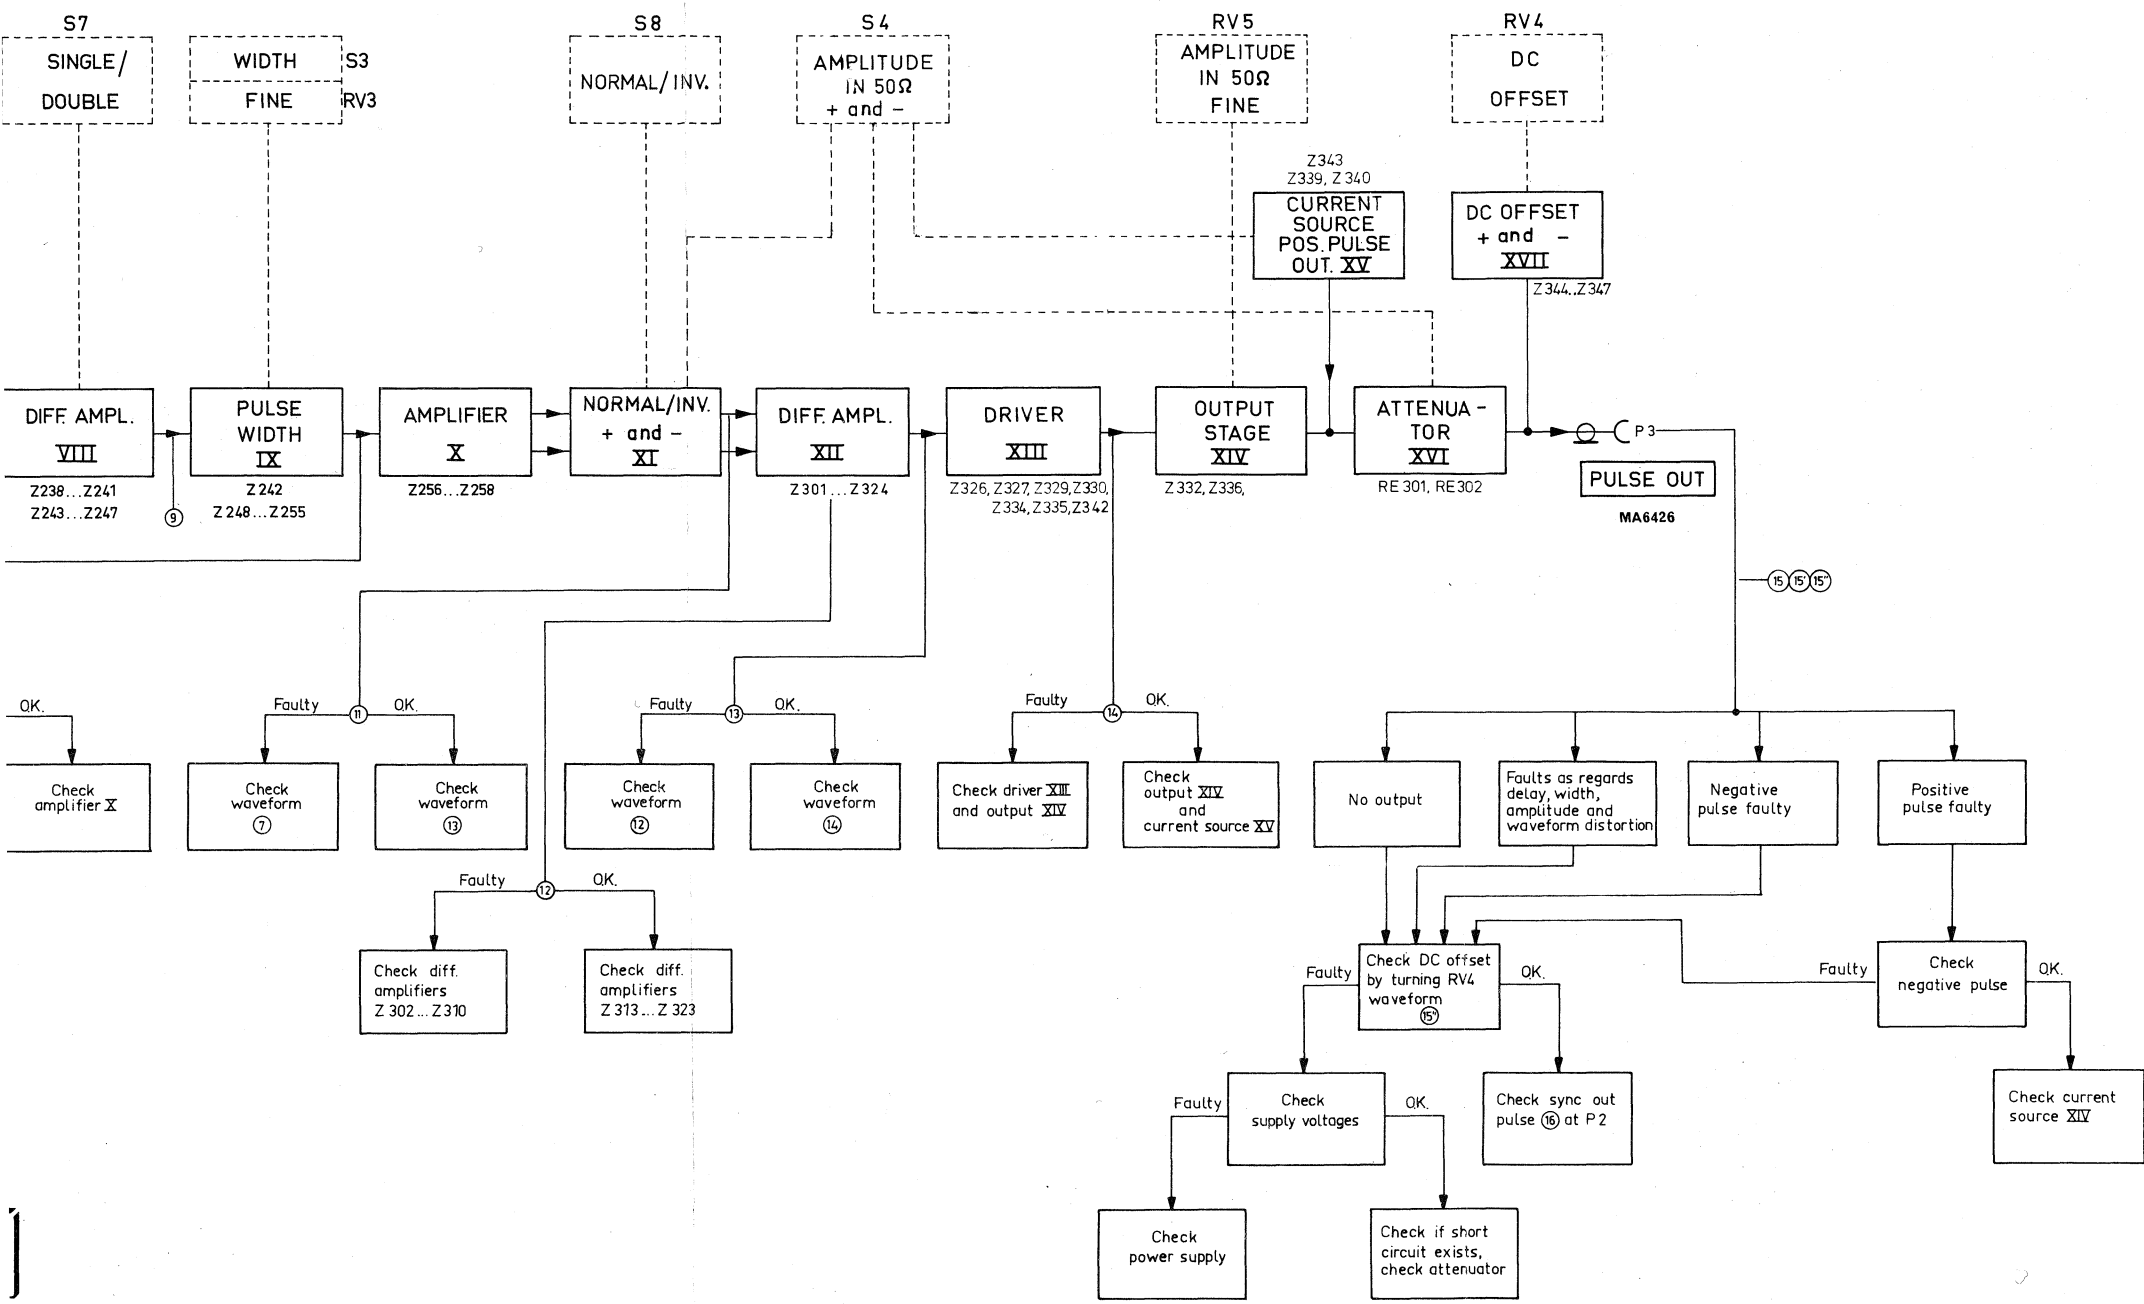 S7
SINGLE/
DOUBLE
WIDTH
S3
FINE
RV3
S8
NORMAL/INV.
S4
AMPLITUDE
IN 50Ω
+ and -
RV5
AMPLITUDE
IN 50Ω
FINE
RV4
DC
OFFSET
Z343
Z339, Z340
CURRENT
SOURCE
POS. PULSE
OUT. XV
DC OFFSET
+ and -
XVII
Z344..Z347
DIFF. AMPL.
VIII
Z238...Z241
Z243...Z247
9
PULSE
WIDTH
IX
Z242
Z248...Z255
AMPLIFIER
X
Z256...Z258
NORMAL/INV.
+ and -
XI
DIFF. AMPL.
XII
Z301...Z324
DRIVER
XIII
Z326, Z327, Z329, Z330,
Z334, Z335, Z342
OUTPUT
STAGE
XIV
Z332, Z336,
ATTENUA-
TOR
XVI
RE301, RE302
P3
PULSE OUT
MA6426
15 15' 15"
O.K.
Check
amplifier X
Faulty
11
O.K.
Check
waveform
7
Check
waveform
13
Faulty
13
O.K.
Check
waveform
12
Check
waveform
14
Faulty
14
O.K.
Check driver XIII
and output XIV
Check
output XIV
and
current source XV
No output
Faults as regards
delay, width,
amplitude and
waveform distortion
Negative
pulse faulty
Positive
pulse faulty
Faulty
12
O.K.
Check diff.
amplifiers
Z302...Z310
Check diff.
amplifiers
Z313...Z323
Faulty
Check DC offset
by turning RV4
waveform
15"
O.K.
Faulty
Check
negative pulse
O.K.
Faulty
Check
supply voltages
O.K.
Check sync out
pulse 16 at P2
Check current
source XIV
Check
power supply
Check if short
circuit exists,
check attenuator